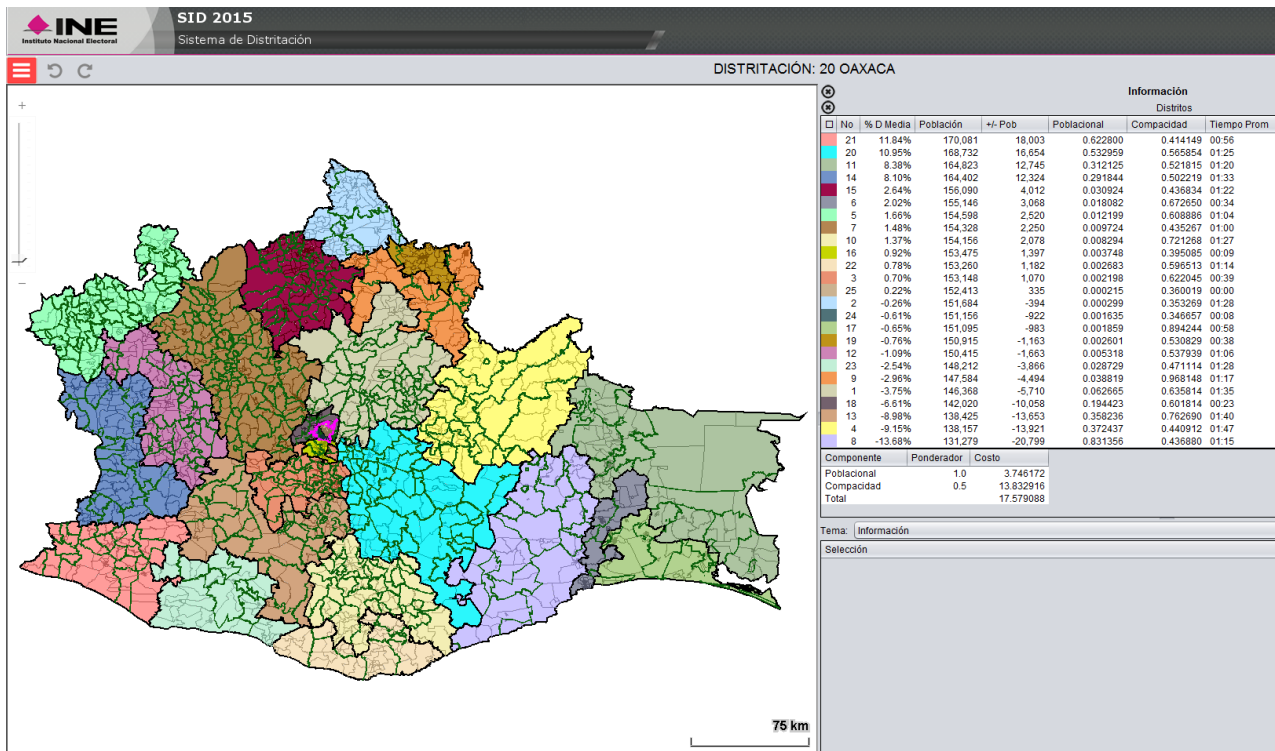 INE
Instituto Nacional Electoral
SID 2015
Sistema de Distritación
DISTRITACIÓN: 20 OAXACA
+
−
75 km
Información
Distritos
No % D Media Población +/- Pob Poblacional Compacidad Tiempo Prom
21 11.84% 170,081 18,003 0.622800 0.414149 00:56
20 10.95% 168,732 16,654 0.532959 0.565854 01:25
11 8.38% 164,823 12,745 0.312125 0.521815 01:20
14 8.10% 164,402 12,324 0.291844 0.502219 01:33
15 2.64% 156,090 4,012 0.030924 0.436834 01:22
6 2.02% 155,146 3,068 0.018082 0.672650 00:34
5 1.66% 154,598 2,520 0.012199 0.608886 01:04
7 1.48% 154,328 2,250 0.009724 0.435267 01:00
10 1.37% 154,156 2,078 0.008294 0.721268 01:27
16 0.92% 153,475 1,397 0.003748 0.395085 00:09
22 0.78% 153,260 1,182 0.002683 0.596513 01:14
3 0.70% 153,148 1,070 0.002198 0.622045 00:39
25 0.22% 152,413 335 0.000215 0.360019 00:00
2 -0.26% 151,684 -394 0.000299 0.353269 01:28
24 -0.61% 151,156 -922 0.001635 0.346657 00:08
17 -0.65% 151,095 -983 0.001859 0.894244 00:58
19 -0.76% 150,915 -1,163 0.002601 0.530829 00:38
12 -1.09% 150,415 -1,663 0.005318 0.537939 01:06
23 -2.54% 148,212 -3,866 0.028729 0.471114 01:28
9 -2.96% 147,584 -4,494 0.038819 0.968148 01:17
1 -3.75% 146,368 -5,710 0.062665 0.635814 01:35
18 -6.61% 142,020 -10,058 0.194423 0.601814 00:23
13 -8.98% 138,425 -13,653 0.358236 0.762690 01:40
4 -9.15% 138,157 -13,921 0.372437 0.440912 01:47
8 -13.68% 131,279 -20,799 0.831356 0.436880 01:15
Componente Ponderador Costo
Poblacional 1.0 3.746172
Compacidad 0.5 13.832916
Total 17.579088
Tema: Información
Selección